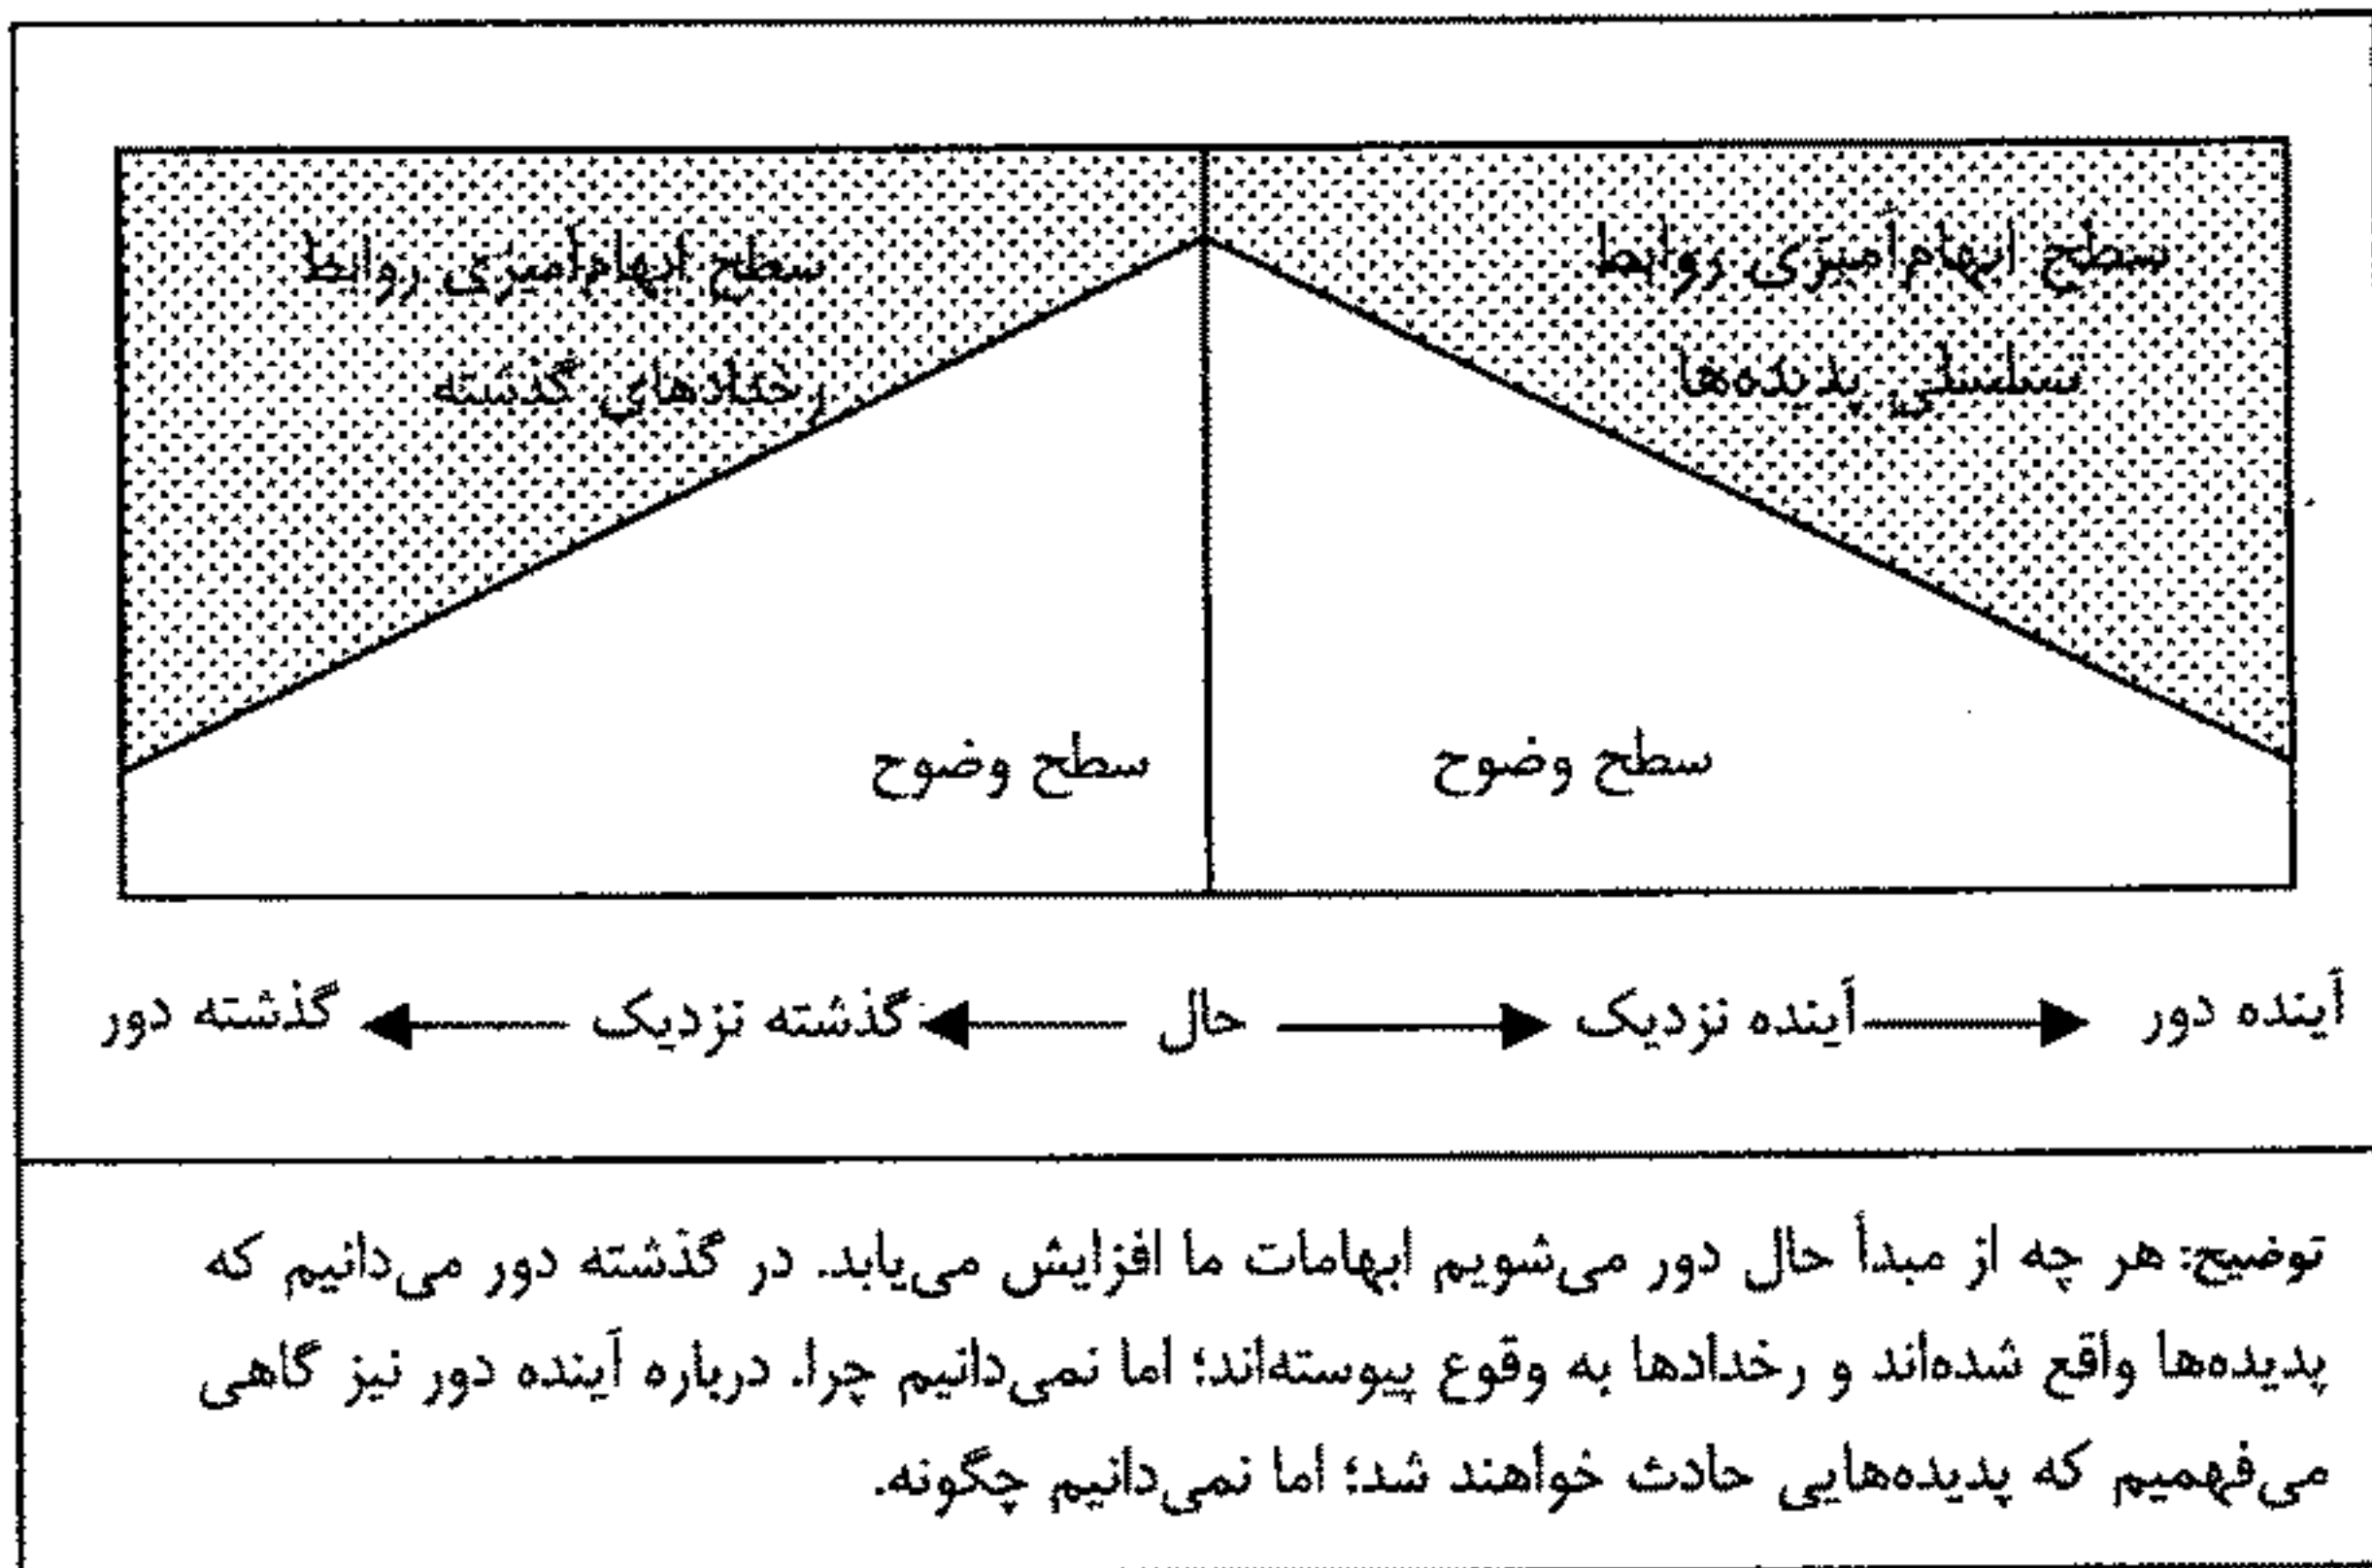 سطح ابهام‌آمیزی روابط
سلسلی پدیده‌ها
سطح ابهام‌آمیزی روابط
رخدادهای گذشته
سطح وضوح
سطح وضوح
آینده دور
آینده نزدیک
حال
گذشته نزدیک
گذشته دور
توضیح: هر چه از مبدأ حال دور می‌شویم ابهامات ما افزایش می‌یابد. در گذشته دور می‌دانیم که
پدیده‌ها واقع شده‌اند و رخدادها به وقوع پیوسته‌اند؛ اما نمی‌دانیم چرا. درباره آینده دور نیز گاهی
می‌فهمیم که پدیده‌هایی حادث خواهند شد؛ اما نمی‌دانیم چگونه.